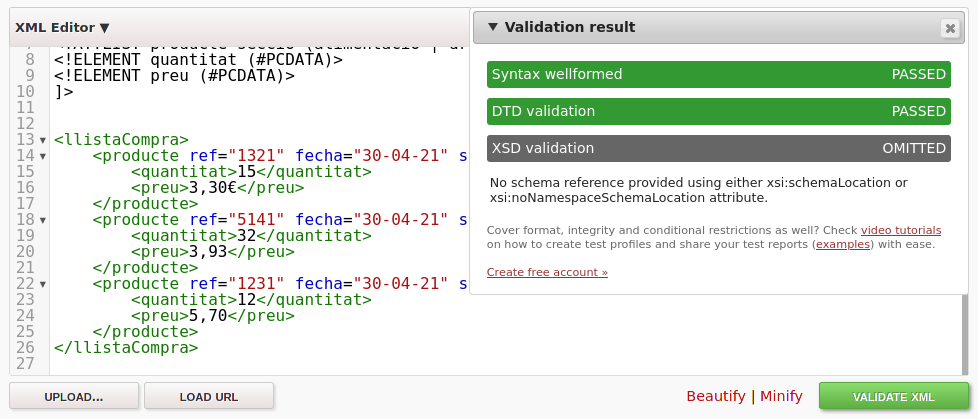 XML Editor ▼
▼ Validation result
8 <!ELEMENT quantitat (#PCDATA)>
9 <!ELEMENT preu (#PCDATA)>
10 ]>
11
12
13 <llistaCompra>
14 <producte ref="1321" fecha="30-04-21" s
15 <quantitat>15</quantitat>
16 <preu>3,30€</preu>
17 </producte>
18 <producte ref="5141" fecha="30-04-21" s
19 <quantitat>32</quantitat>
20 <preu>3,93</preu>
21 </producte>
22 <producte ref="1231" fecha="30-04-21" s
23 <quantitat>12</quantitat>
24 <preu>5,70</preu>
25 </producte>
26 </llistaCompra>
27
Syntax wellformed PASSED
DTD validation PASSED
XSD validation OMITTED
No schema reference provided using either xsi:schemaLocation or
xsi:noNamespaceSchemaLocation attribute.
Cover format, integrity and conditional restrictions as well? Check video tutorials
on how to create test profiles and share your test reports (examples) with ease.
Create free account »
UPLOAD... LOAD URL Beautify | Minify VALIDATE XML